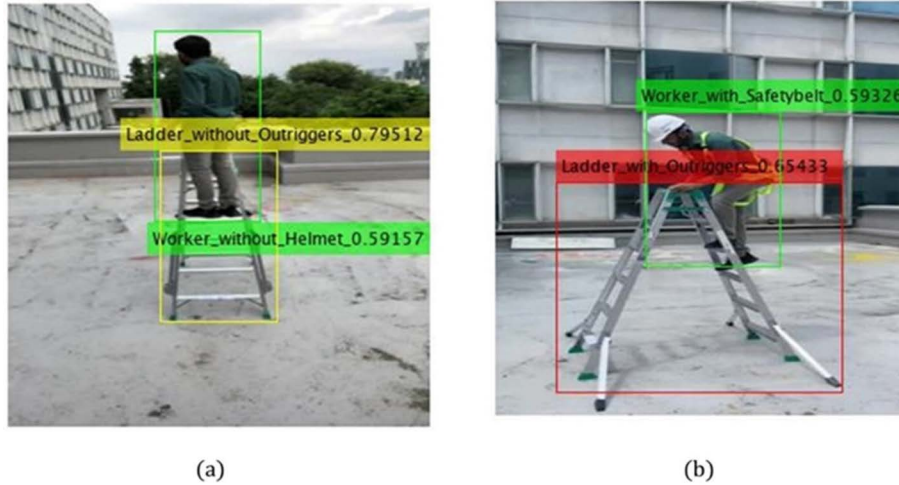 Ladder_without_Outriggers_0.79512
Worker_without_Helmet_0.59157
Worker_with_Safetybelt_0.59326
Ladder_with_Outriggers_0.65433
(a)
(b)